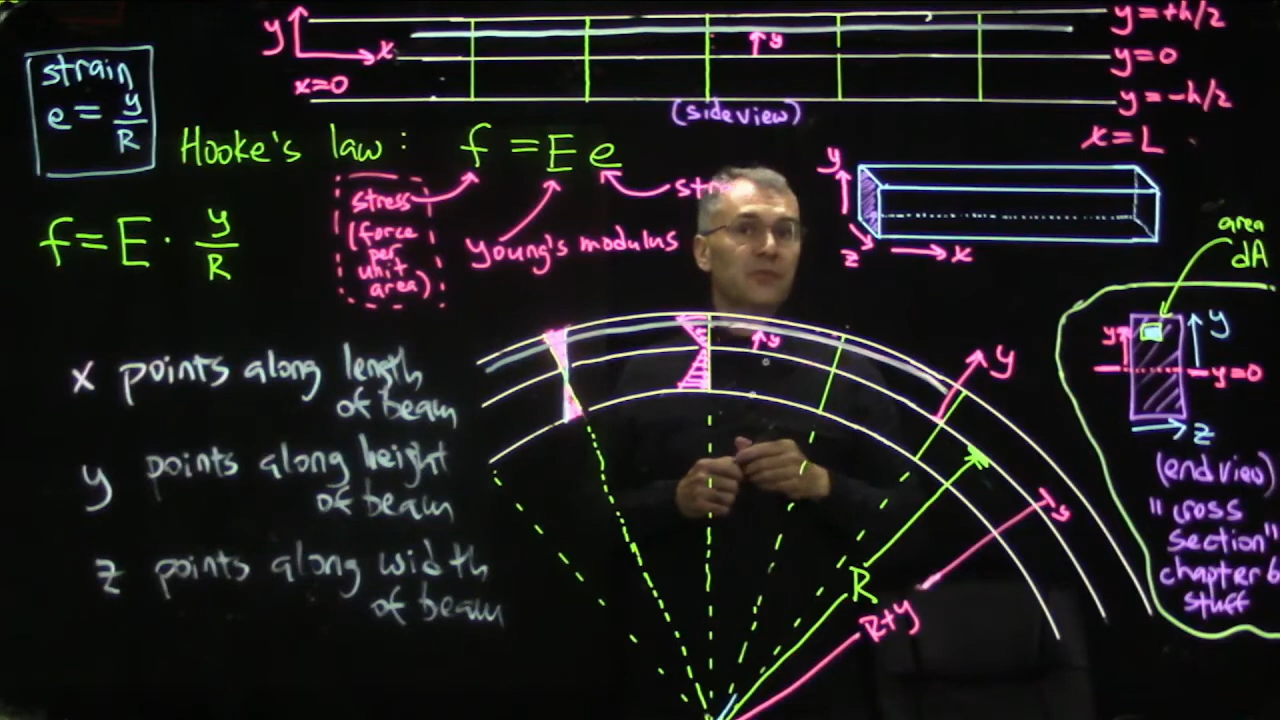 y
x
x=0
y
y=+h/2
y=0
y=-h/2
x=L
(sideview)
strain
e = y/R
Hooke's law: f = E e
stress
(force
per
unit
area)
young's modulus
f = E · y/R
y
z
x
area
dA
y
y
y=0
z
(end view)
"cross
section"
chapter 6
stuff
x points along length
of beam
y points along height
of beam
z points along width
of beam
y
y
R
y
R+y